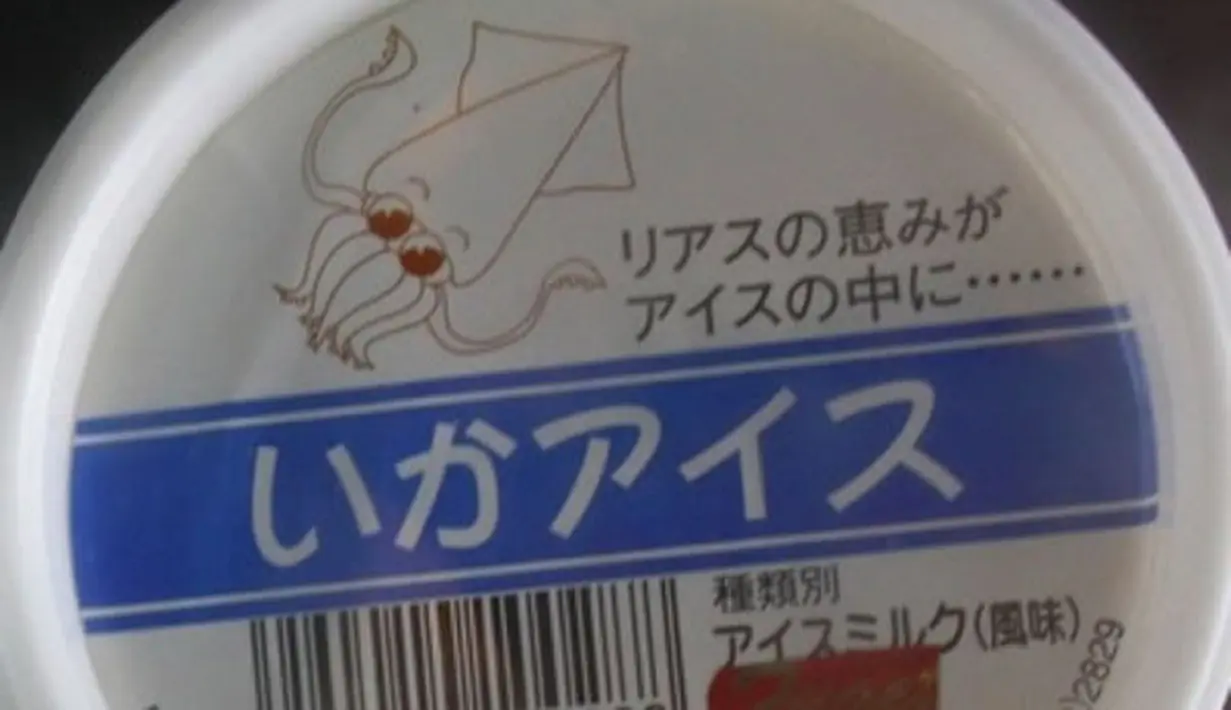 リアスの恵みが
アイスの中に……
いかアイス
種類別
アイスミルク(風味)
2829